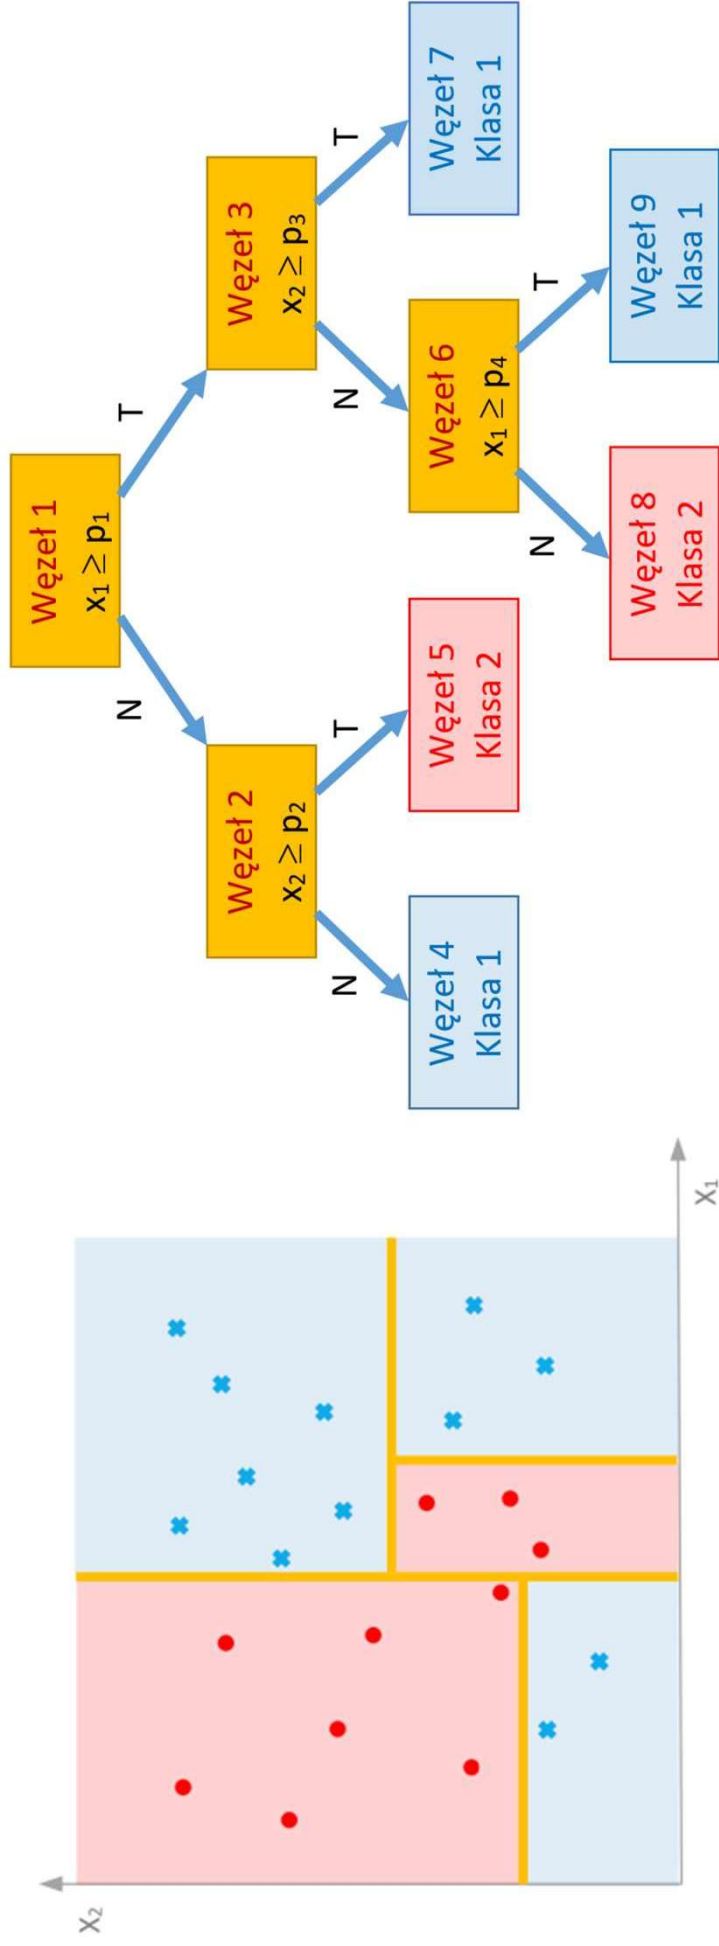 X₂
X₁
Węzeł 1
x₁ ≥ p₁
N
T
Węzeł 2
x₂ ≥ p₂
Węzeł 3
x₂ ≥ p₃
N
T
N
T
Węzeł 4
Klasa 1
Węzeł 5
Klasa 2
Węzeł 6
x₁ ≥ p₄
Węzeł 7
Klasa 1
N
T
Węzeł 8
Klasa 2
Węzeł 9
Klasa 1